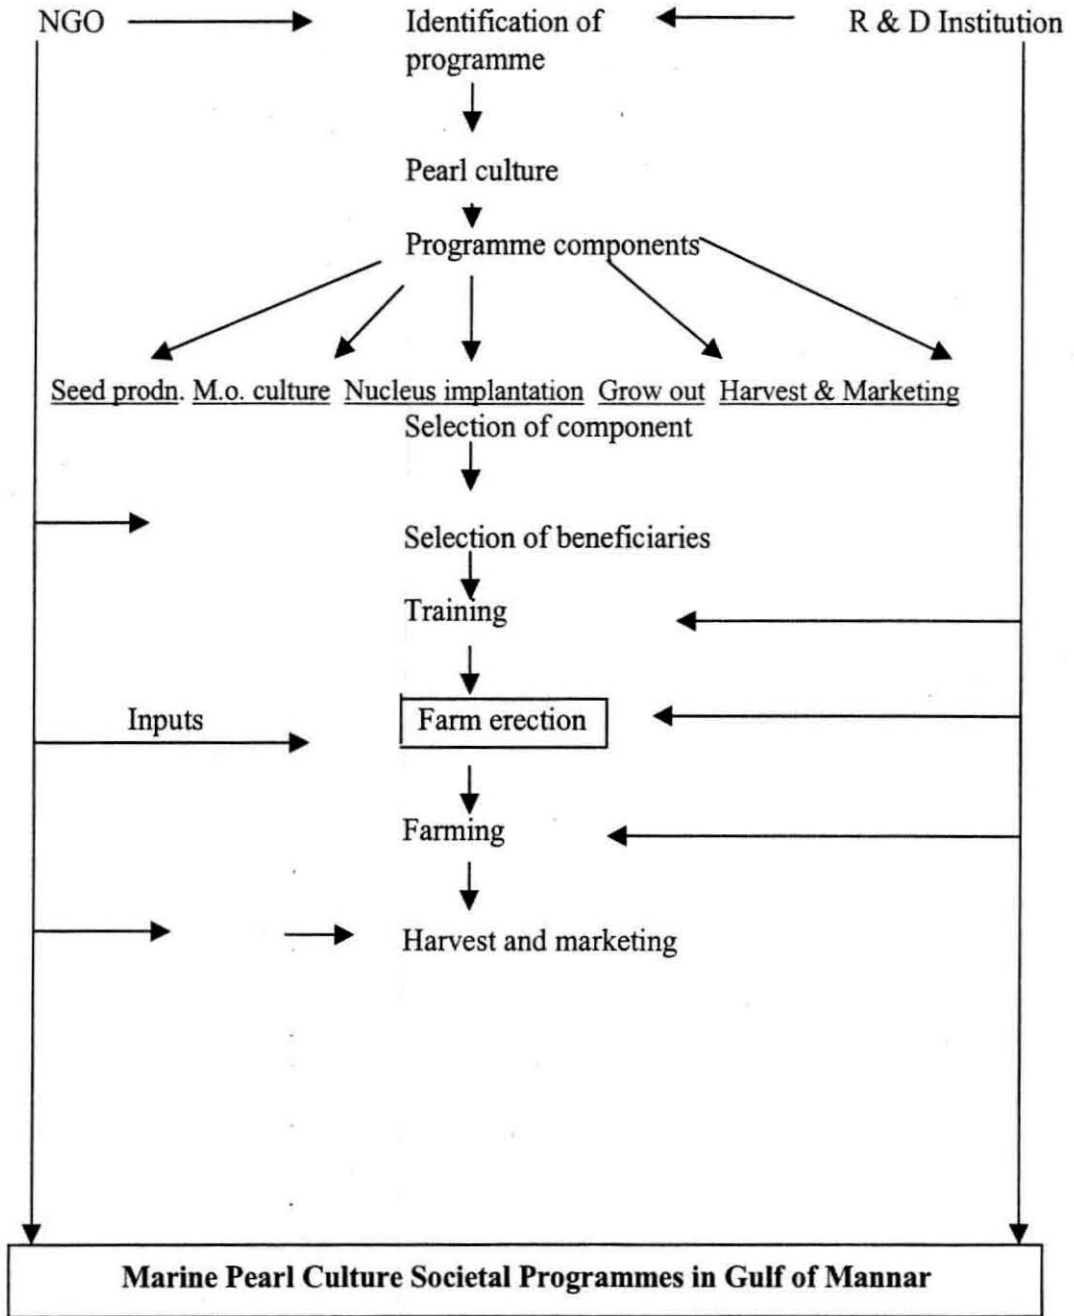 NGO
Identification of
R & D Institution
programme
Pearl culture
Programme components
Seed prodn. M.o. culture Nucleus implantation Grow out Harvest & Marketing
Selection of component
Selection of beneficiaries
Training
Inputs
Farm erection
Farming
Harvest and marketing
Marine Pearl Culture Societal Programmes in Gulf of Mannar